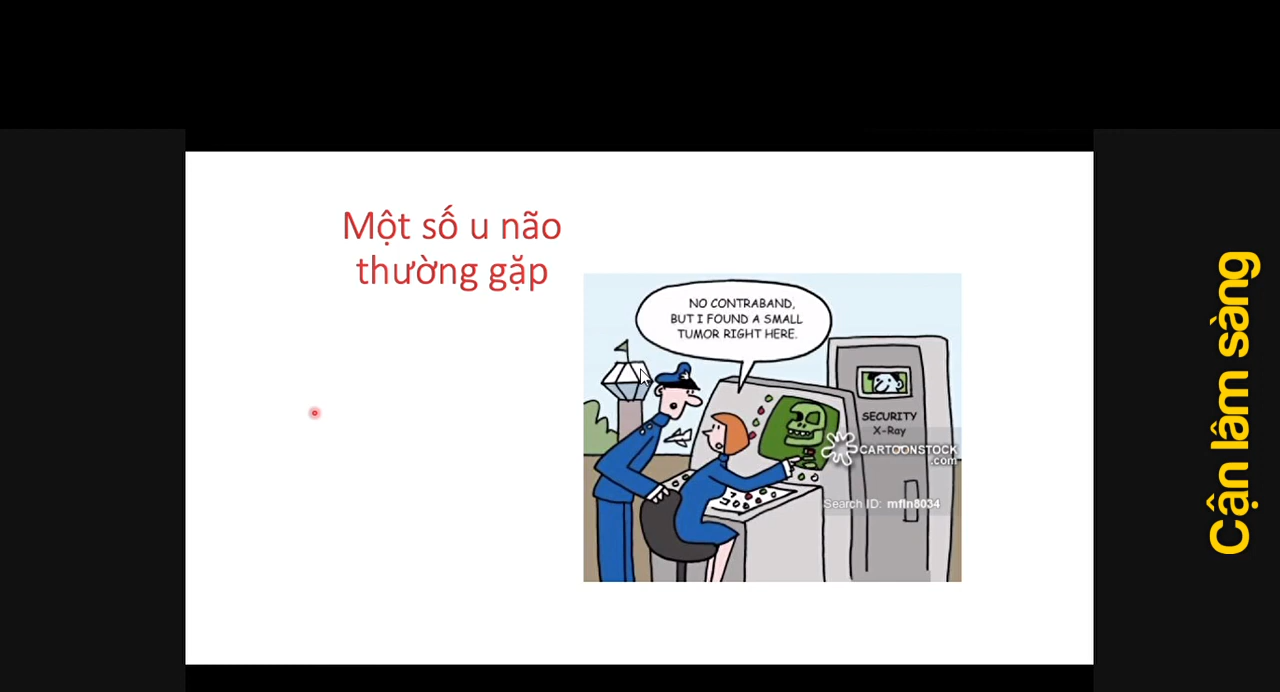 Một số u não
thường gặp
NO CONTRABAND,
BUT I FOUND A SMALL
TUMOR RIGHT HERE.
SECURITY
X-Ray
CARTOONSTOCK
.com
Search ID: mfln8034
Cận lâm sàng